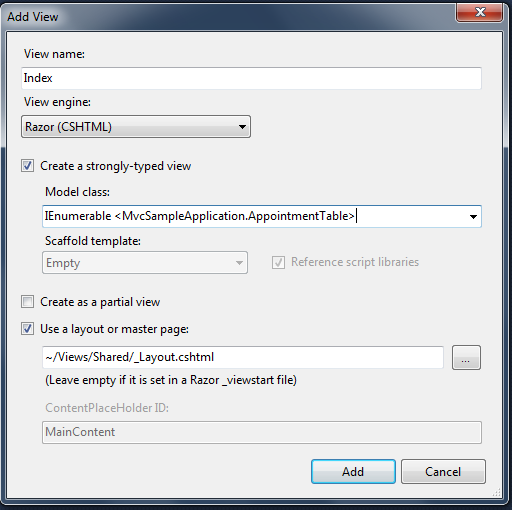 Add View
View name:
Index
View engine:
Razor (CSHTML)
Create a strongly-typed view
Model class:
IEnumerable <MvcSampleApplication.AppointmentTable>
Scaffold template:
Empty
Reference script libraries
Create as a partial view
Use a layout or master page:
~/Views/Shared/_Layout.cshtml
...
(Leave empty if it is set in a Razor _viewstart file)
ContentPlaceHolder ID:
MainContent
Add
Cancel